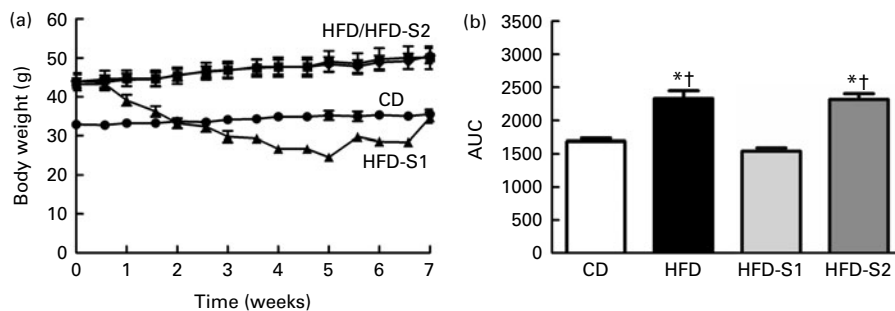 (a)
60
50
40
30
20
10
0
Body weight (g)
HFD/HFD-S2
CD
HFD-S1
0 1 2 3 4 5 6 7
Time (weeks)
(b)
3500
3000
2500
2000
1500
1000
500
0
AUC
*† *†
CD HFD HFD-S1 HFD-S2